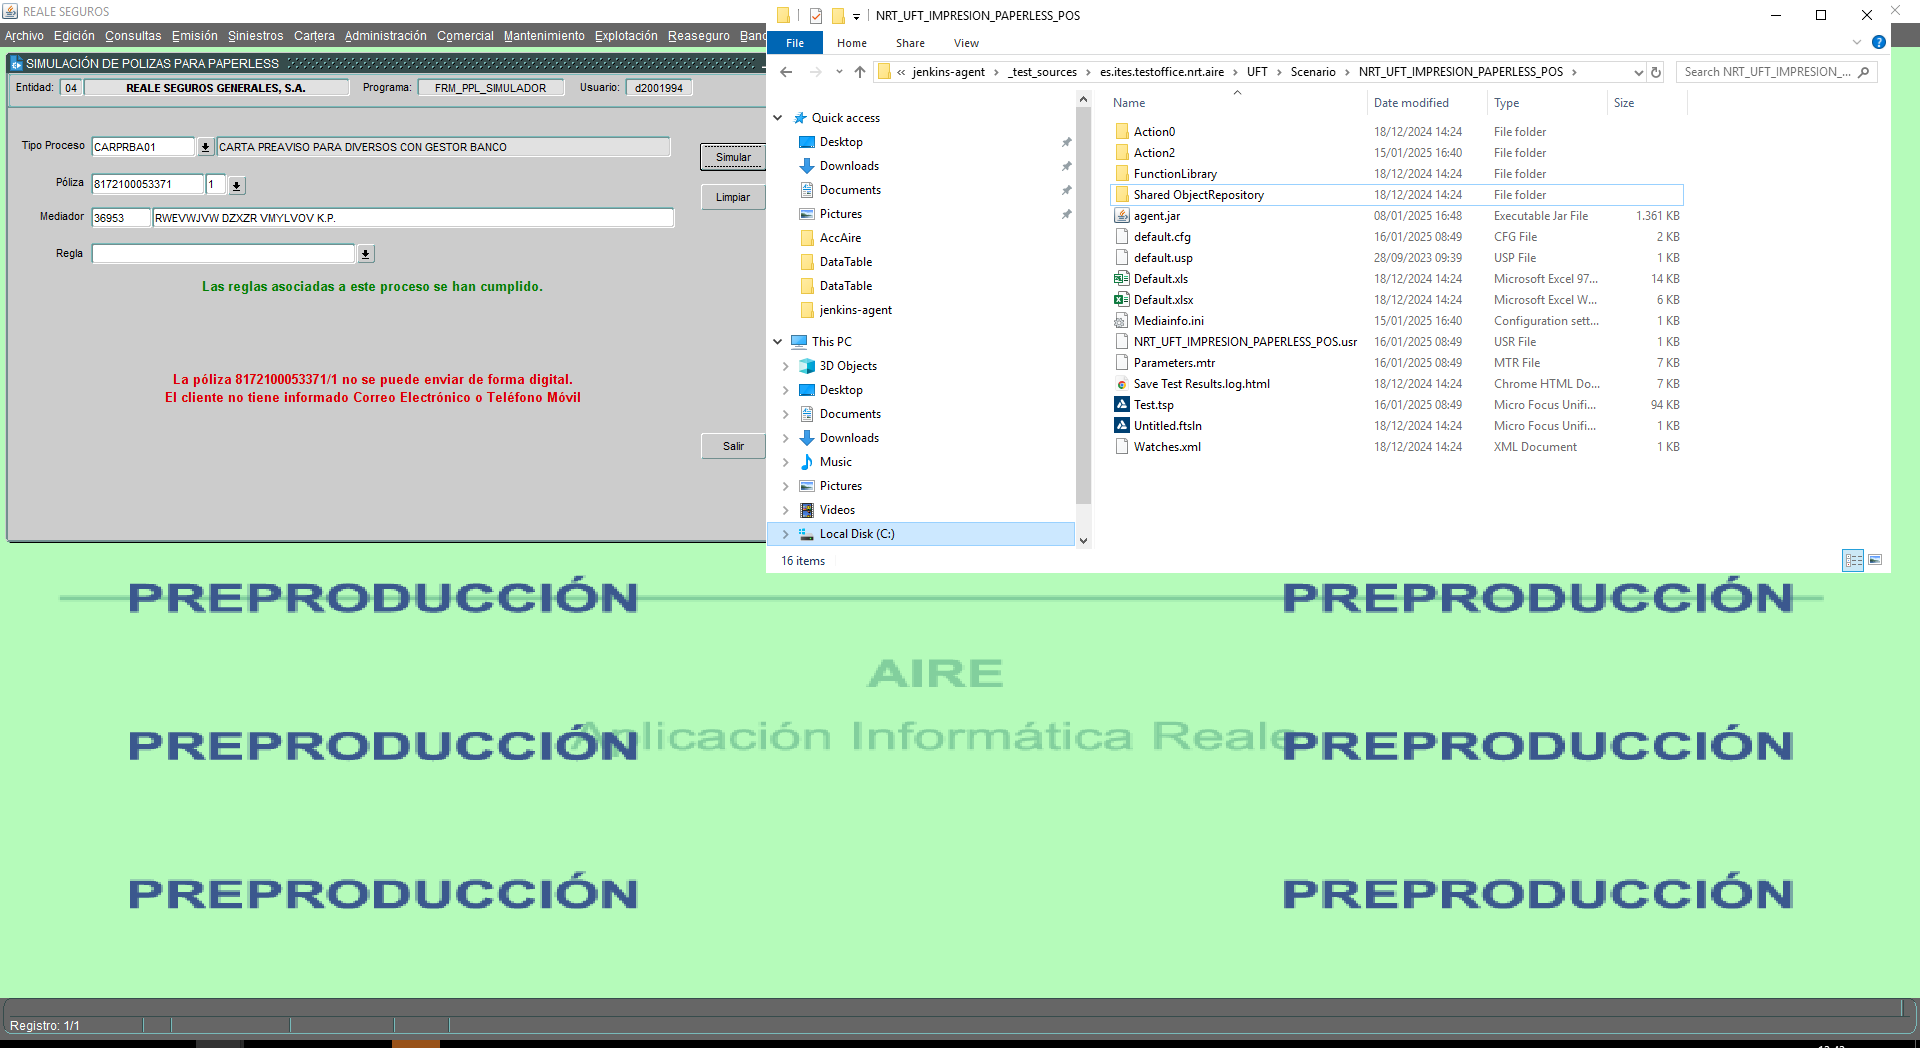 REALE SEGUROS
Archivo Edición Consultas Emisión Siniestros Cartera Administración Comercial Mantenimiento Explotación Reaseguro
SIMULACIÓN DE POLIZAS PARA PAPERLESS
Entidad: 04 REALE SEGUROS GENERALES, S.A. Programa: FRM_PPL_SIMULADOR Usuario: d2001994
Tipo Proceso CARPRBA01 CARTA PREAVISO PARA DIVERSOS CON GESTOR BANCO
Simular
Póliza 8172100053371 1
Limpiar
Mediador 36953 RWEVWJVW DZXZR VMYLVOV K.P.
Regla
Las reglas asociadas a este proceso se han cumplido.
La póliza 8172100053371/1 no se puede enviar de forma digital.
El cliente no tiene informado Correo Electrónico o Teléfono Móvil
Salir
NRT_UFT_IMPRESION_PAPERLESS_POS
File Home Share View
« jenkins-agent > _test_sources > es.ites.testoffice.nrt.aire > UFT > Scenario > NRT_UFT_IMPRESION_PAPERLESS_POS >
Search NRT_UFT_IMPRESION_...
Quick access
Desktop
Downloads
Documents
Pictures
AccAire
DataTable
DataTable
jenkins-agent
This PC
3D Objects
Desktop
Documents
Downloads
Music
Pictures
Videos
Local Disk (C:)
Name Date modified Type Size
Action0 18/12/2024 14:24 File folder
Action2 15/01/2025 16:40 File folder
FunctionLibrary 18/12/2024 14:24 File folder
Shared ObjectRepository 18/12/2024 14:24 File folder
agent.jar 08/01/2025 16:48 Executable Jar File 1.361 KB
default.cfg 16/01/2025 08:49 CFG File 2 KB
default.usp 28/09/2023 09:39 USP File 1 KB
Default.xls 18/12/2024 14:24 Microsoft Excel 97... 14 KB
Default.xlsx 18/12/2024 14:24 Microsoft Excel W... 6 KB
Mediainfo.ini 15/01/2025 16:40 Configuration sett... 1 KB
NRT_UFT_IMPRESION_PAPERLESS_POS.usr 16/01/2025 08:49 USR File 1 KB
Parameters.mtr 16/01/2025 08:49 MTR File 7 KB
Save Test Results.log.html 18/12/2024 14:24 Chrome HTML Do... 7 KB
Test.tsp 16/01/2025 08:49 Micro Focus Unifi... 94 KB
Untitled.ftsln 18/12/2024 14:24 Micro Focus Unifi... 1 KB
Watches.xml 18/12/2024 14:24 XML Document 1 KB
16 items
PREPRODUCCIÓN PREPRODUCCIÓN
AIRE
PREPRODUCCIÓN Aplicación Informática Reale PREPRODUCCIÓN
PREPRODUCCIÓN PREPRODUCCIÓN
Registro: 1/1